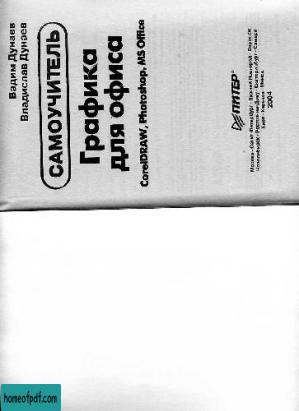 Вадим Дунаев
Владислав Дунаев
САМОУЧИТЕЛЬ
Графика
для офиса
CorelDRAW, Photoshop, MS Office
ПИТЕР
Москва · Санкт-Петербург · Нижний Новгород · Воронеж
Новосибирск · Ростов-на-Дону · Екатеринбург · Самара
Киев · Харьков · Минск
2004
homeofpdf.com